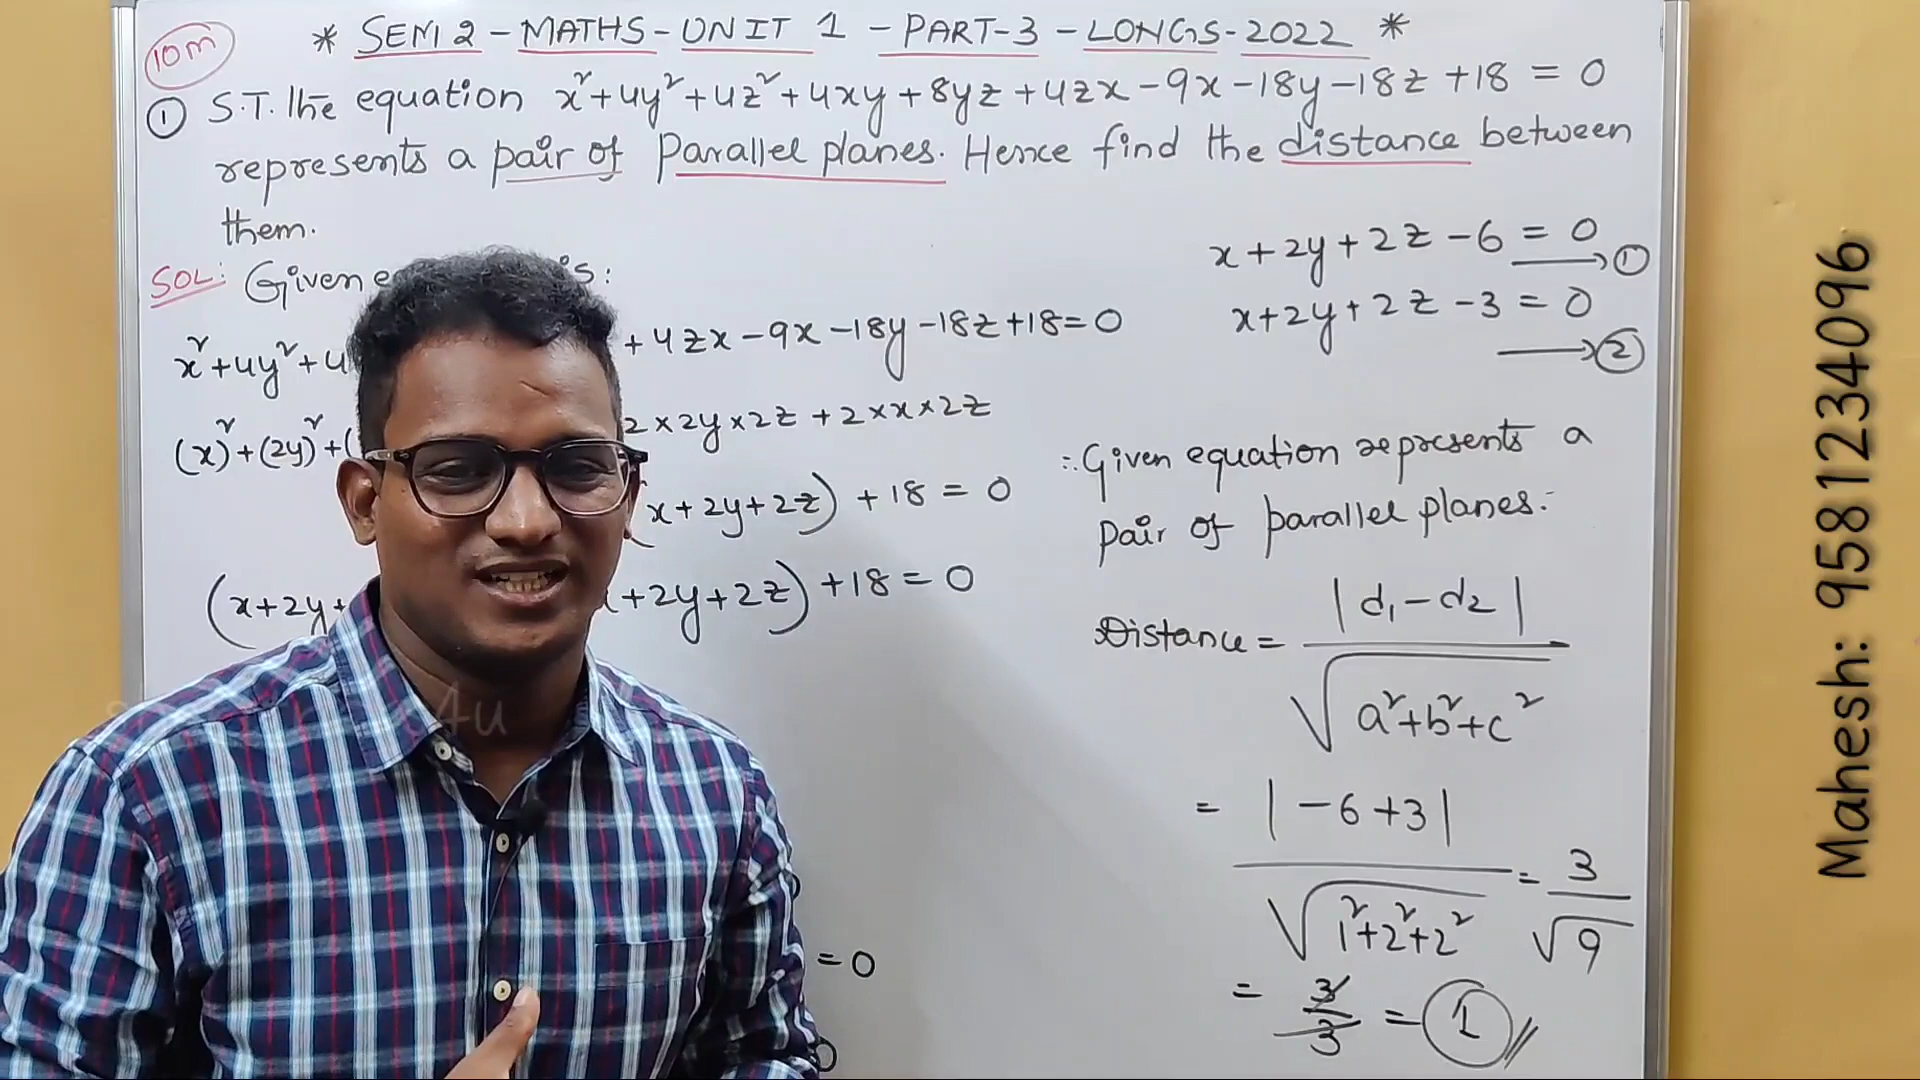 10m
* SEM 2 - MATHS - UNIT 1 - PART-3 - LONGS - 2022 *
① S.T. the equation x²+4y²+4z²+4xy+8yz+4zx-9x-18y-18z+18=0
represents a pair of Parallel planes. Hence find the distance between
them.
SOL: Given is:
x²+4y²+4 +4zx-9x-18y-18z+18=0
(x)²+(2y)²+( 2×2y×2z+2×x×2z
x+2y+2z)+18=0
(x+2y+ +2y+2z)+18=0
=0
x+2y+2z-6=0 → ①
x+2y+2z-3=0
→ ②
∴ Given equation represents a
pair of parallel planes.
Distance = |d₁-d₂|
√a²+b²+c²
= |-6+3|
√1²+2²+2² = 3
√9
= 3/3 = 1
Mahesh: 9581234096